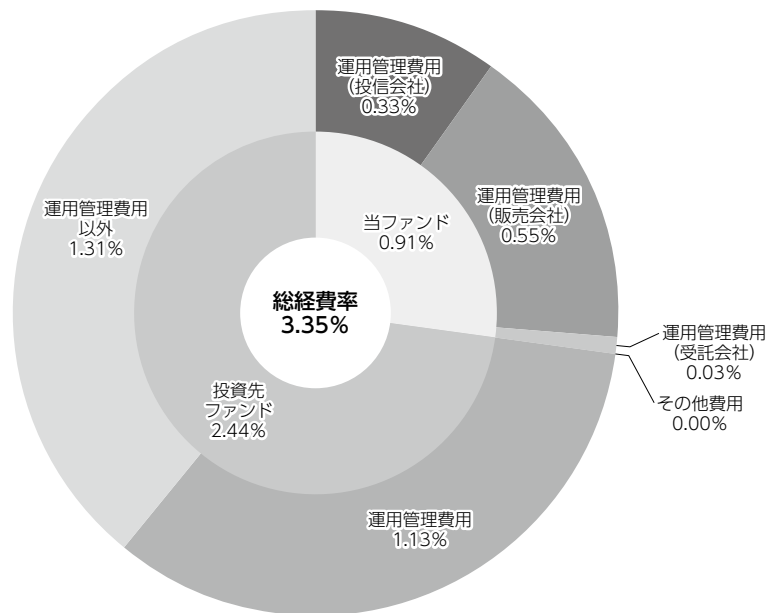 運用管理費用
(投信会社)
0.33%
運用管理費用
(販売会社)
0.55%
運用管理費用
(受託会社)
0.03%
その他費用
0.00%
運用管理費用
1.13%
運用管理費用
以外
1.31%
当ファンド
0.91%
投資先
ファンド
2.44%
総経費率
3.35%